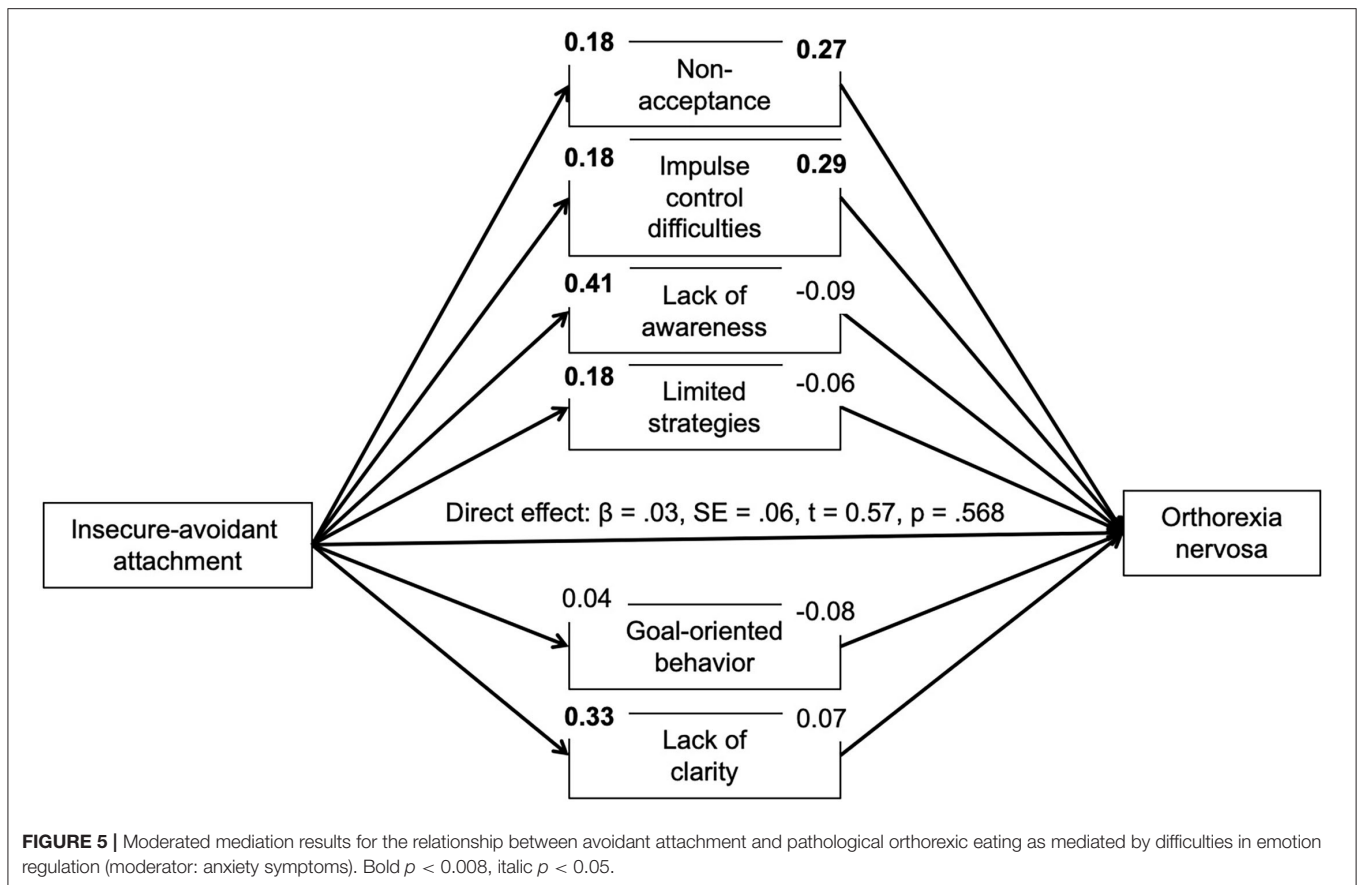 0.18
0.27
Non-
acceptance
0.18
0.29
Impulse
control
difficulties
0.41
-0.09
Lack of
awareness
0.18
-0.06
Limited
strategies
Direct effect: β = .03, SE = .06, t = 0.57, p = .568
Insecure-avoidant
attachment
Orthorexia
nervosa
0.04
-0.08
Goal-oriented
behavior
0.33
0.07
Lack of
clarity
FIGURE 5 | Moderated mediation results for the relationship between avoidant attachment and pathological orthorexic eating as mediated by difficulties in emotion
regulation (moderator: anxiety symptoms). Bold p < 0.008, italic p < 0.05.